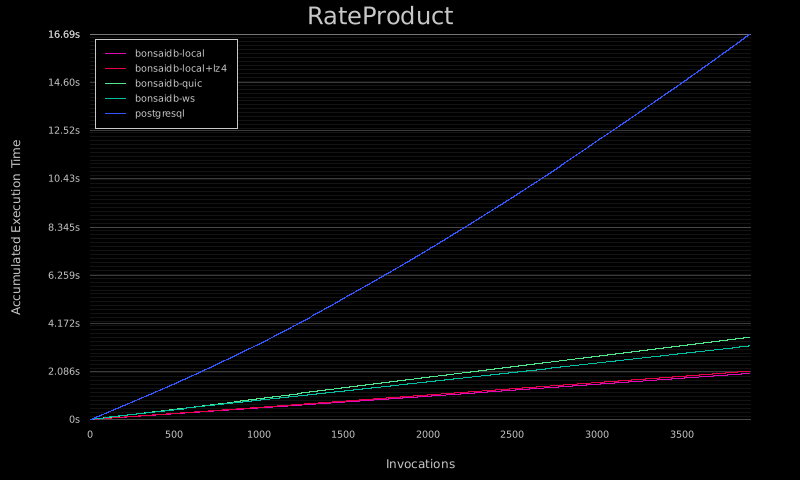 RateProduct
16.69s
14.60s
12.52s
10.43s
8.345s
6.259s
4.172s
2.086s
0s
Accumulated Execution Time
bonsaidb-local
bonsaidb-local+lz4
bonsaidb-quic
bonsaidb-ws
postgresql
0 500 1000 1500 2000 2500 3000 3500
Invocations